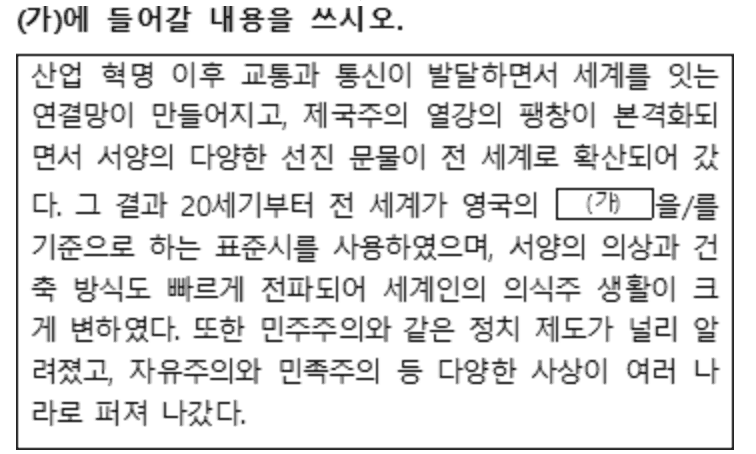 (가)에 들어갈 내용을 쓰시오.
산업 혁명 이후 교통과 통신이 발달하면서 세계를 잇는
연결망이 만들어지고, 제국주의 열강의 팽창이 본격화되
면서 서양의 다양한 선진 문물이 전 세계로 확산되어 갔
다. 그 결과 20세기부터 전 세계가 영국의 (가) 을/를
기준으로 하는 표준시를 사용하였으며, 서양의 의상과 건
축 방식도 빠르게 전파되어 세계인의 의식주 생활이 크
게 변하였다. 또한 민주주의와 같은 정치 제도가 널리 알
려졌고, 자유주의와 민족주의 등 다양한 사상이 여러 나
라로 퍼져 나갔다.